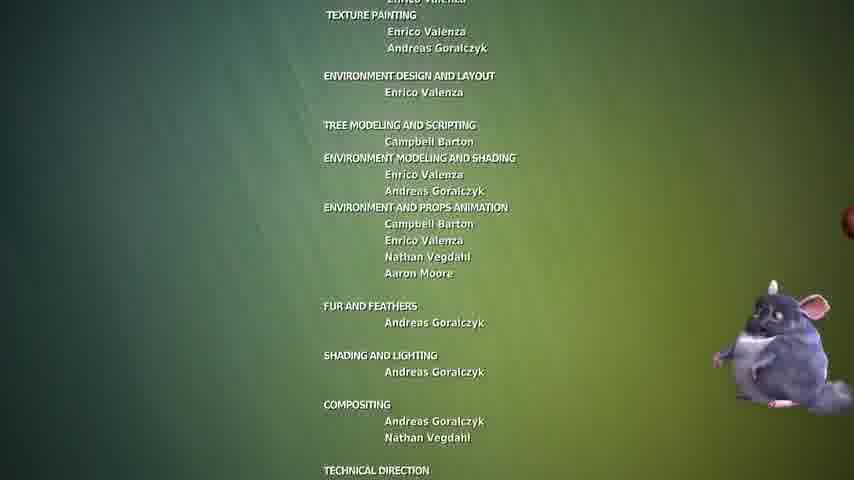 Enrico Valenza
TEXTURE PAINTING
Enrico Valenza
Andreas Goralczyk
ENVIRONMENT DESIGN AND LAYOUT
Enrico Valenza
TREE MODELING AND SCRIPTING
Campbell Barton
ENVIRONMENT MODELING AND SHADING
Enrico Valenza
Andreas Goralczyk
ENVIRONMENT AND PROPS ANIMATION
Campbell Barton
Enrico Valenza
Nathan Vegdahl
Aaron Moore
FUR AND FEATHERS
Andreas Goralczyk
SHADING AND LIGHTING
Andreas Goralczyk
COMPOSITING
Andreas Goralczyk
Nathan Vegdahl
TECHNICAL DIRECTION